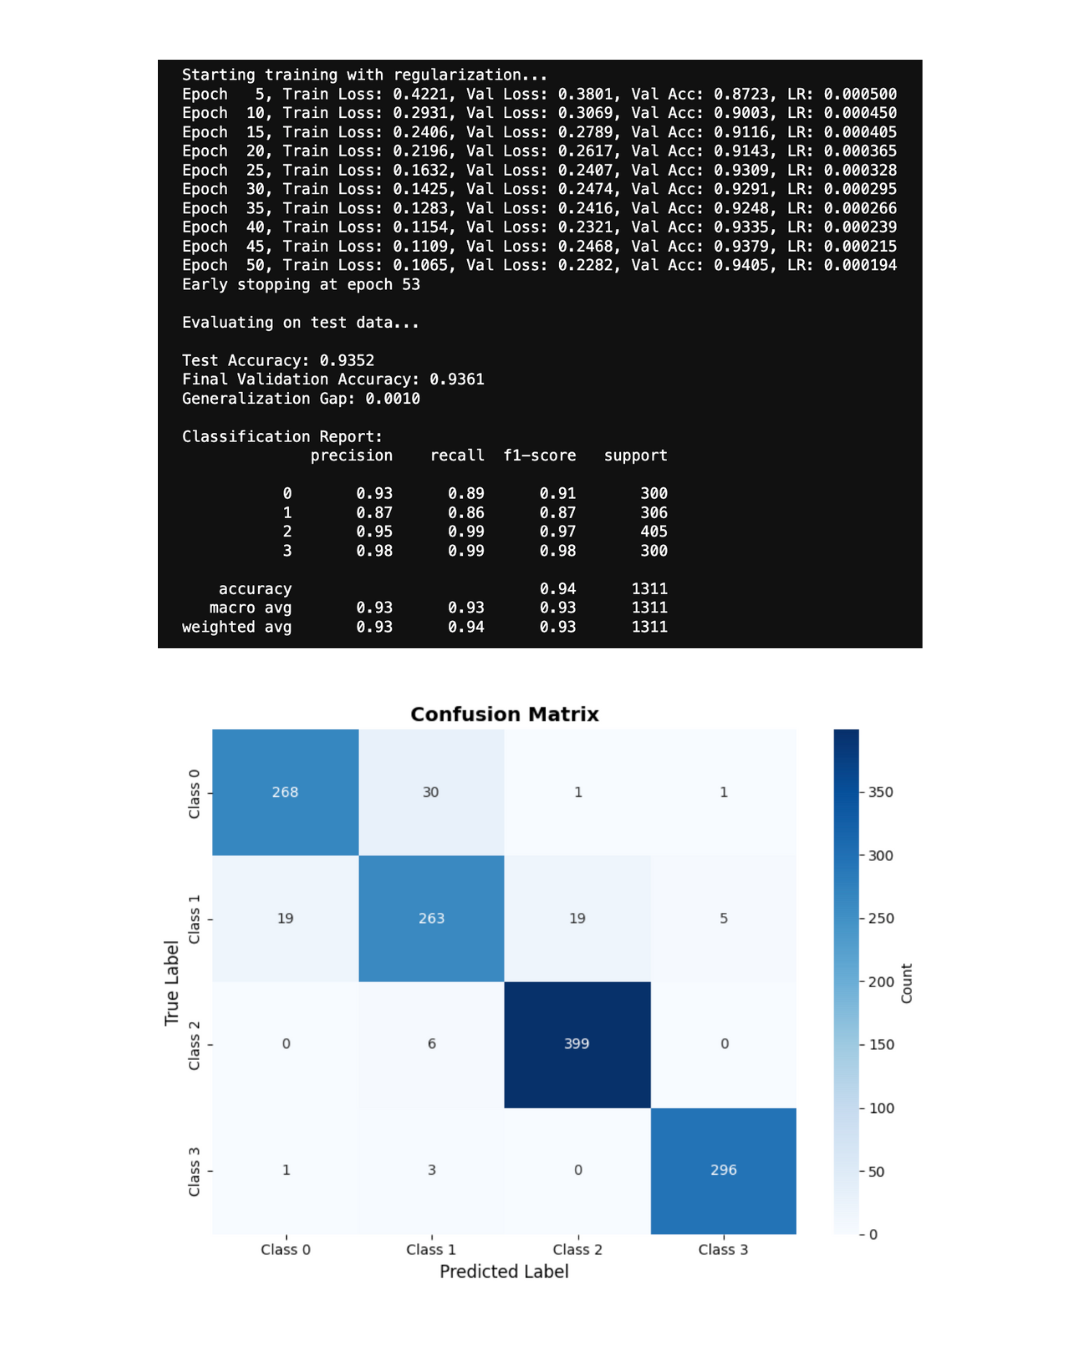 Starting training with regularization...
Epoch   5, Train Loss: 0.4221, Val Loss: 0.3801, Val Acc: 0.8723, LR: 0.000500
Epoch  10, Train Loss: 0.2931, Val Loss: 0.3069, Val Acc: 0.9003, LR: 0.000450
Epoch  15, Train Loss: 0.2406, Val Loss: 0.2789, Val Acc: 0.9116, LR: 0.000405
Epoch  20, Train Loss: 0.2196, Val Loss: 0.2617, Val Acc: 0.9143, LR: 0.000365
Epoch  25, Train Loss: 0.1632, Val Loss: 0.2407, Val Acc: 0.9309, LR: 0.000328
Epoch  30, Train Loss: 0.1425, Val Loss: 0.2474, Val Acc: 0.9291, LR: 0.000295
Epoch  35, Train Loss: 0.1283, Val Loss: 0.2416, Val Acc: 0.9248, LR: 0.000266
Epoch  40, Train Loss: 0.1154, Val Loss: 0.2321, Val Acc: 0.9335, LR: 0.000239
Epoch  45, Train Loss: 0.1109, Val Loss: 0.2468, Val Acc: 0.9379, LR: 0.000215
Epoch  50, Train Loss: 0.1065, Val Loss: 0.2282, Val Acc: 0.9405, LR: 0.000194
Early stopping at epoch 53
Evaluating on test data...
Test Accuracy: 0.9352
Final Validation Accuracy: 0.9361
Generalization Gap: 0.0010
Classification Report:
precision recall f1-score support
0 0.93 0.89 0.91 300
1 0.87 0.86 0.87 306
2 0.95 0.99 0.97 405
3 0.98 0.99 0.98 300
accuracy 0.94 1311
macro avg 0.93 0.93 0.93 1311
weighted avg 0.93 0.94 0.93 1311
Confusion Matrix
Class 0 268 30 1 1
Class 1 19 263 19 5
Class 2 0 6 399 0
Class 3 1 3 0 296
Class 0 Class 1 Class 2 Class 3
Predicted Label
True Label
350
300
250
200
150
100
50
0
Count